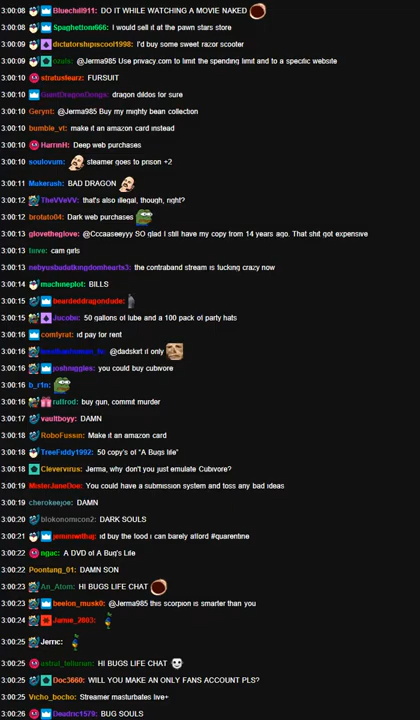 3:00:08 Bluechill911: DO IT WHILE WATCHING A MOVIE NAKED
3:00:08 Spaghettonx666: I would sell it at the pawn stars store
3:00:09 dictatorshipiscool1998: I'd buy some sweet razor scooter
3:00:09 ozals: @Jerma985 Use privacy.com to limit the spending limit and to a specific website
3:00:10 stratusfearz: FURSUIT
3:00:10 GiantDragonDongs: dragon dildos for sure
3:00:10 Gerynt: @Jerma985 Buy my mighty bean collection
3:00:10 bumble_vt: make it an amazon card instead
3:00:10 HarrinH: Deep web purchases
3:00:10 soulovum: steamer goes to prison +2
3:00:11 Makerash: BAD DRAGON
3:00:12 TheVVeVV: that's also illegal, though, right?
3:00:12 brofato04: Dark web purchases
3:00:13 glovetheglove: @Cccaaseeyyy SO glad I still have my copy from 14 years ago. That shit got expensive
3:00:13 cam girls
3:00:13 nebyusbudatkingdomhearts3: the contraband stream is fucking crazy now
3:00:14 machineplot: BILLS
3:00:15 beardeddragondude:
3:00:15 Jucobi: 50 gallons of lube and a 100 pack of party hats
3:00:16 comfyrat: id pay for rent
3:00:16 @dadskrt if only
3:00:16 joshniggles: you could buy cubivore
3:00:16 b_r1n:
3:00:16 ruffrod: buy gun, commit murder
3:00:17 vaultboyy: DAMN
3:00:18 RoboFussin: Make it an amazon card
3:00:18 TreeFiddy1992: 50 copy's of "A Bugs life"
3:00:18 Clevervirus: Jerma, why don't you just emulate Cubivore?
3:00:19 MisterJaneDoe: You could have a submission system and toss any bad ideas
3:00:19 cherokeejoe: DAMN
3:00:20 blokonomicon2: DARK SOULS
3:00:21 id buy the food i can barely afford #quarentine
3:00:22 ngac: A DVD of A Bug's Life
3:00:22 Poontang_01: DAMN SON
3:00:23 An_Atom: HI BUGS LIFE CHAT
3:00:23 beelon_musk0: @Jerma985 this scorpion is smarter than you
3:00:24 Jurms_2803:
3:00:25 Jerric:
3:00:25 astral_tellurian: HI BUGS LIFE CHAT
3:00:25 Doc3660: WILL YOU MAKE AN ONLY FANS ACCOUNT PLS?
3:00:25 Vicho_bocho: Streamer masturbates live+
3:00:26 Deadric1579: BUG SOULS